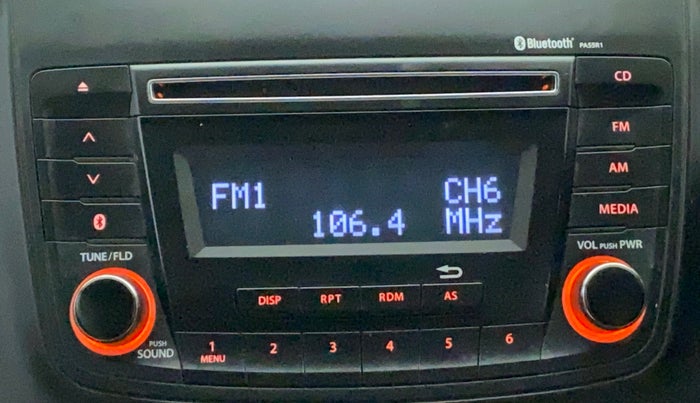 Bluetooth PA5SR1
CD
FM
AM
MEDIA
FM1 CH6
106.4 MHz
TUNE/FLD
VOL PUSH PWR
DISP RPT RDM AS
PUSH
SOUND
1 2 3 4 5 6
MENU